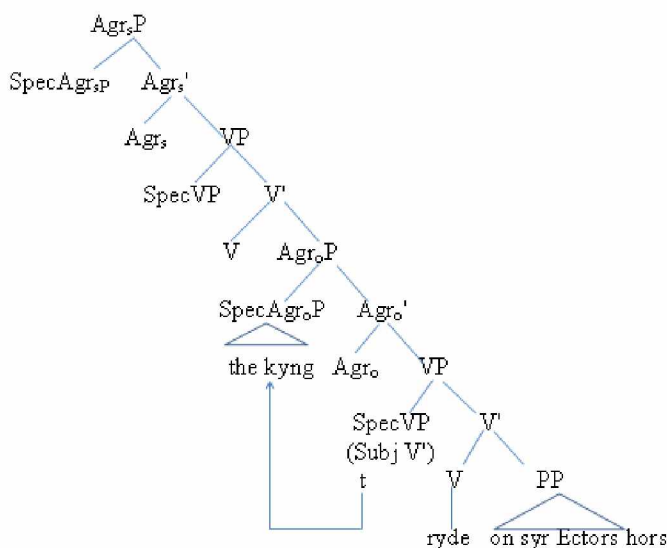 AgrₛP
SpecAgrₛP Agrₛ'
Agrₛ VP
SpecVP V'
V AgrₒP
SpecAgrₒP Agrₒ'
the kyng Agrₒ VP
SpecVP V'
(Subj V')
t V PP
ryde on syr Ectors hors